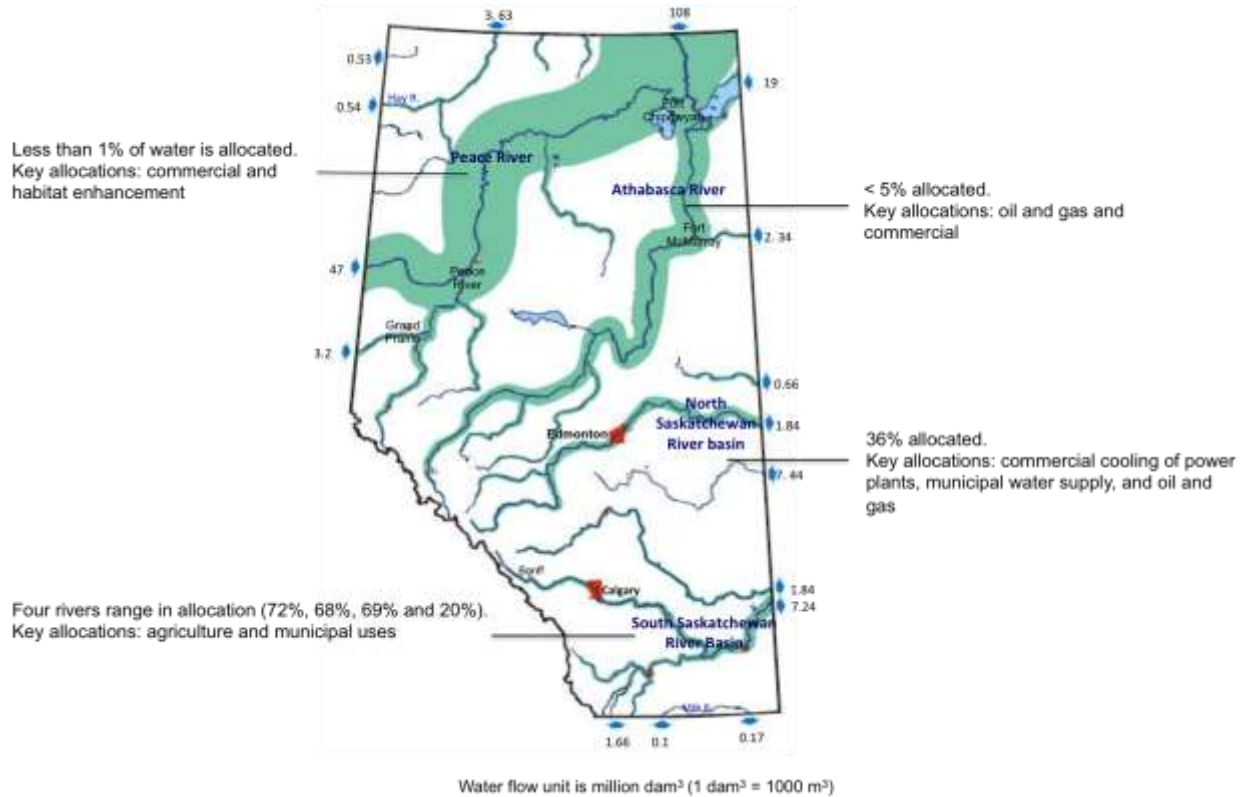 3. 63
108
0.53
19
0.54
Hay R.
Fort
Chipewyan
Less than 1% of water is allocated.
Key allocations: commercial and
habitat enhancement
Peace River
Athabasca River
< 5% allocated.
Key allocations: oil and gas and
commercial
Fort
McMurray
2. 34
47
River
Grand
Prairie
3.2
0.66
North
Saskatchewan
River basin
1.84
Edmonton
36% allocated.
Key allocations: commercial cooling of power
plants, municipal water supply, and oil and
gas
7. 44
Banff
Calgary
1.84
7.24
Four rivers range in allocation (72%, 68%, 69% and 20%).
Key allocations: agriculture and municipal uses
South Saskatchewan
River Basin
Milk R.
1.66
0.1
0.17
Water flow unit is million dam³ (1 dam³ = 1000 m³)